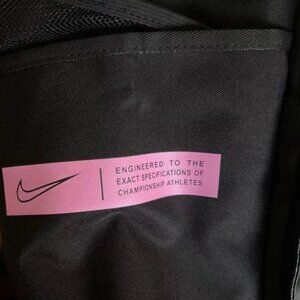 ENGINEERED TO THE
EXACT SPECIFICATIONS OF
CHAMPIONSHIP ATHLETES